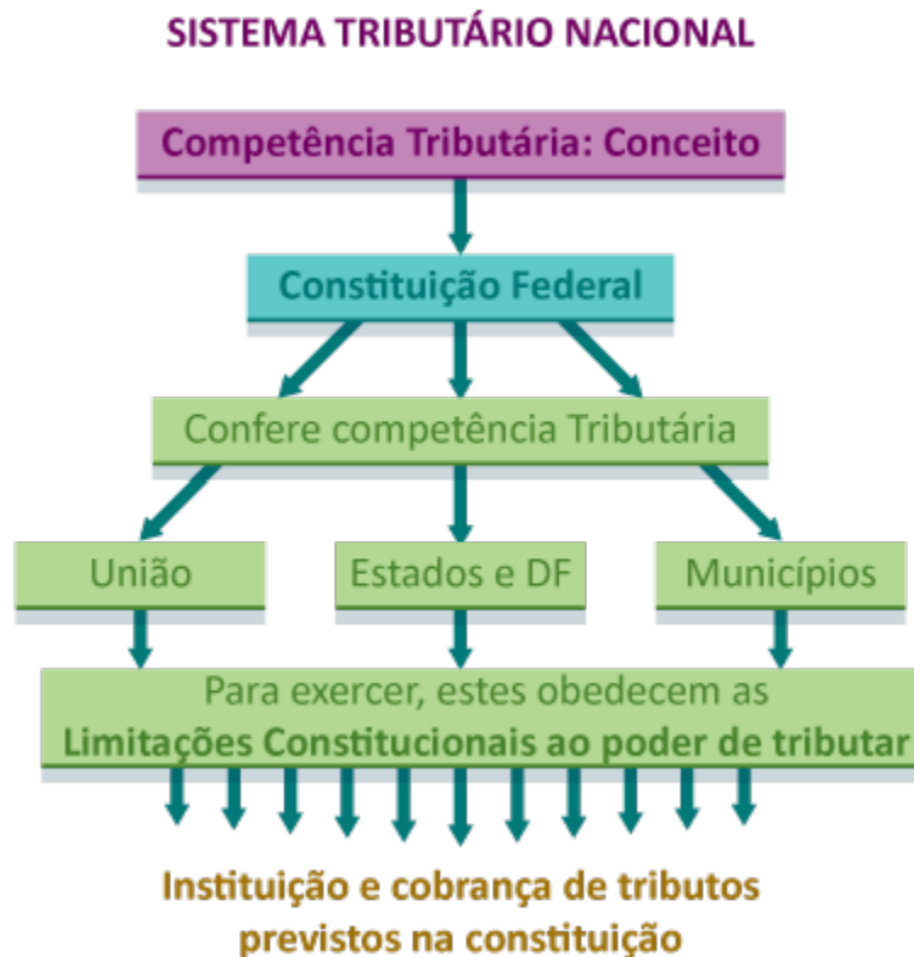 SISTEMA TRIBUTÁRIO NACIONAL
Competência Tributária: Conceito
Constituição Federal
Confere competência Tributária
União
Estados e DF
Municípios
Para exercer, estes obedecem as
Limitações Constitucionais ao poder de tributar
Instituição e cobrança de tributos
previstos na constituição